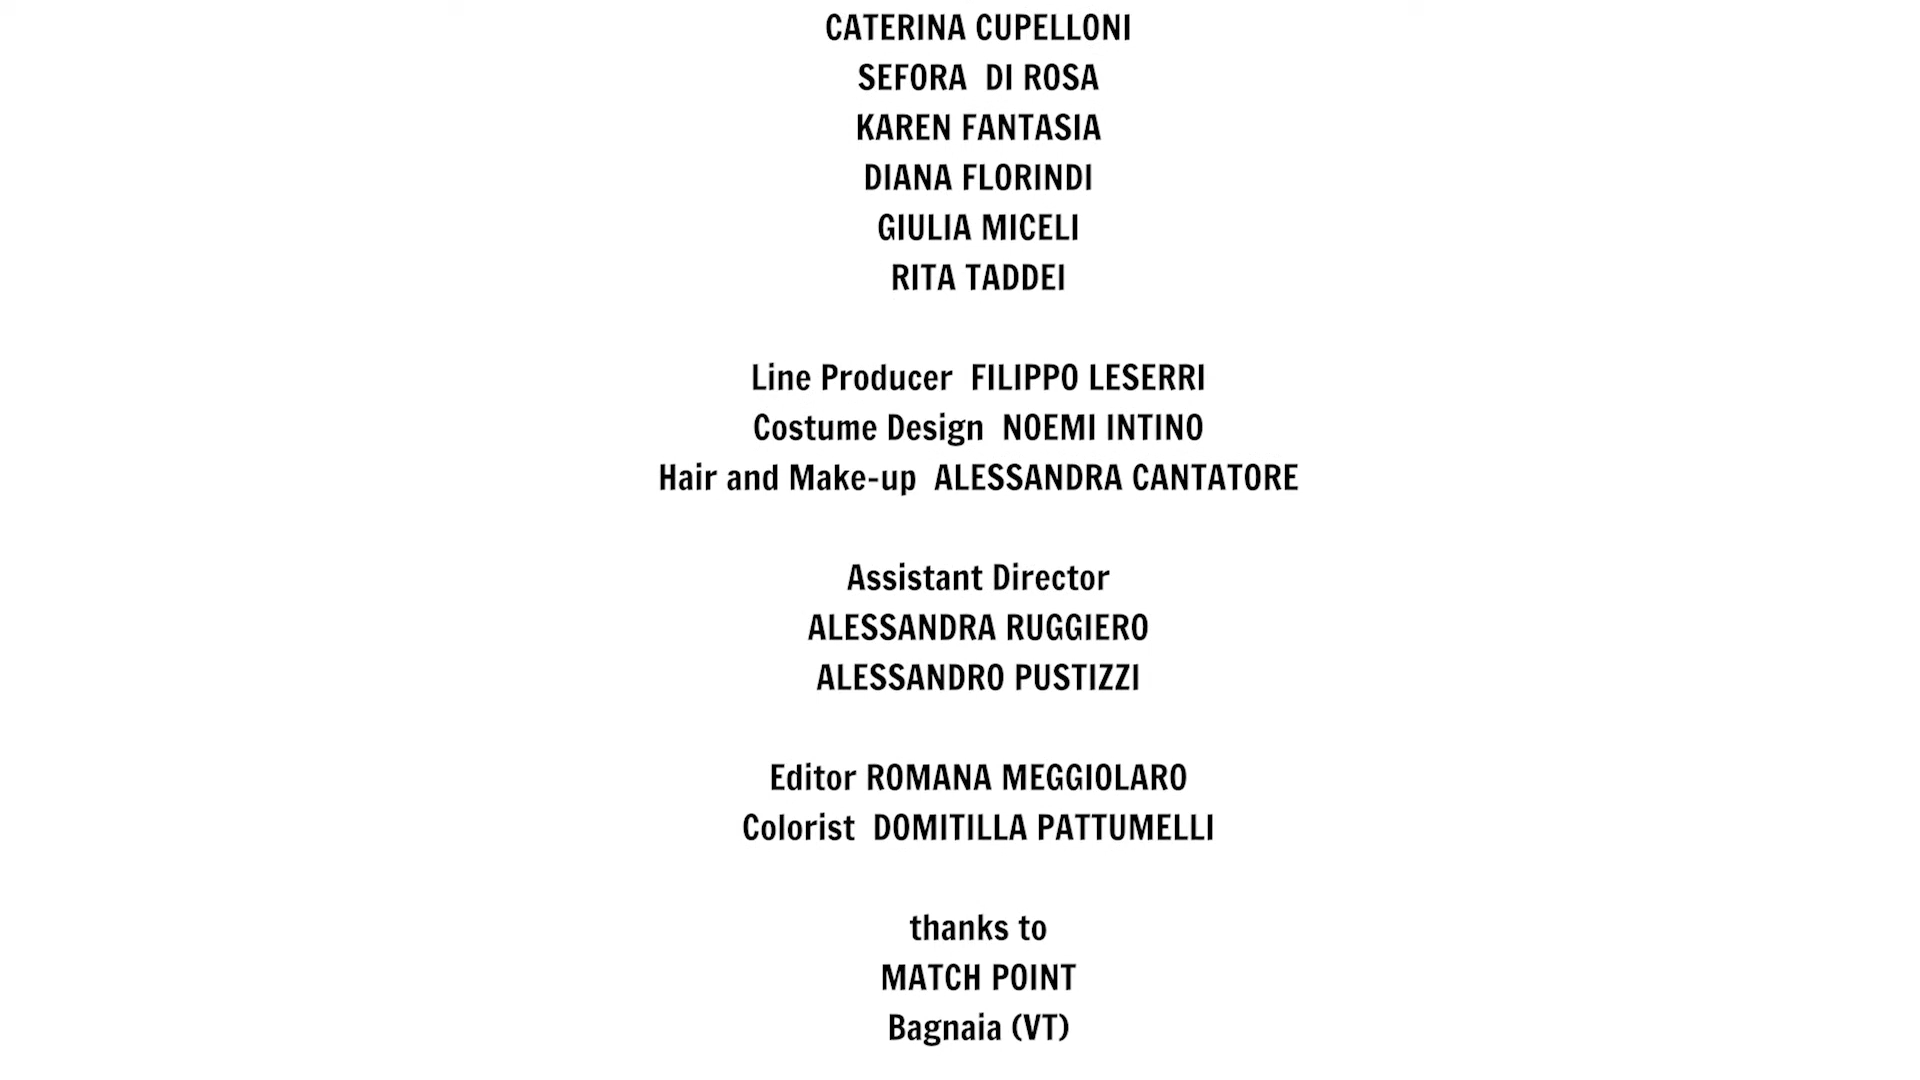 CATERINA CUPELLONI
SEFORA  DI ROSA
KAREN FANTASIA
DIANA FLORINDI
GIULIA MICELI
RITA TADDEI
Line Producer  FILIPPO LESERRI
Costume Design  NOEMI INTINO
Hair and Make-up  ALESSANDRA CANTATORE
Assistant Director
ALESSANDRA RUGGIERO
ALESSANDRO PUSTIZZI
Editor ROMANA MEGGIOLARO
Colorist  DOMITILLA PATTUMELLI
thanks to
MATCH POINT
Bagnaia (VT)